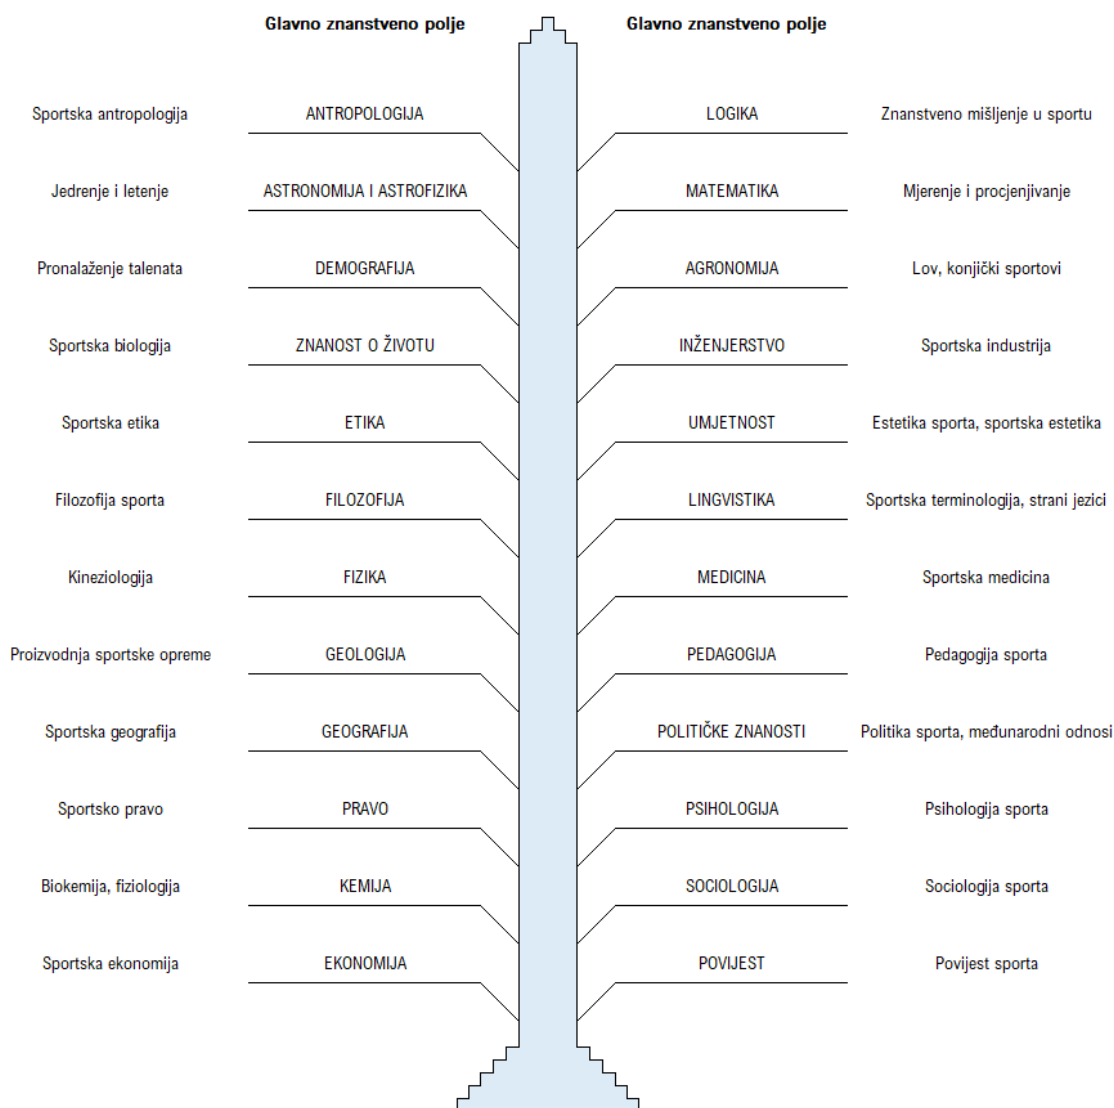 Glavno znanstveno polje Glavno znanstveno polje
Sportska antropologija ANTROPOLOGIJA LOGIKA Znanstveno mišljenje u sportu
Jedrenje i letenje ASTRONOMIJA I ASTROFIZIKA MATEMATIKA Mjerenje i procjenjivanje
Pronalaženje talenata DEMOGRAFIJA AGRONOMIJA Lov, konjički sportovi
Sportska biologija ZNANOST O ŽIVOTU INŽENJERSTVO Sportska industrija
Sportska etika ETIKA UMJETNOST Estetika sporta, sportska estetika
Filozofija sporta FILOZOFIJA LINGVISTIKA Sportska terminologija, strani jezici
Kineziologija FIZIKA MEDICINA Sportska medicina
Proizvodnja sportske opreme GEOLOGIJA PEDAGOGIJA Pedagogija sporta
Sportska geografija GEOGRAFIJA POLITIČKE ZNANOSTI Politika sporta, međunarodni odnosi
Sportsko pravo PRAVO PSIHOLOGIJA Psihologija sporta
Biokemija, fiziologija KEMIJA SOCIOLOGIJA Sociologija sporta
Sportska ekonomija EKONOMIJA POVIJEST Povijest sporta